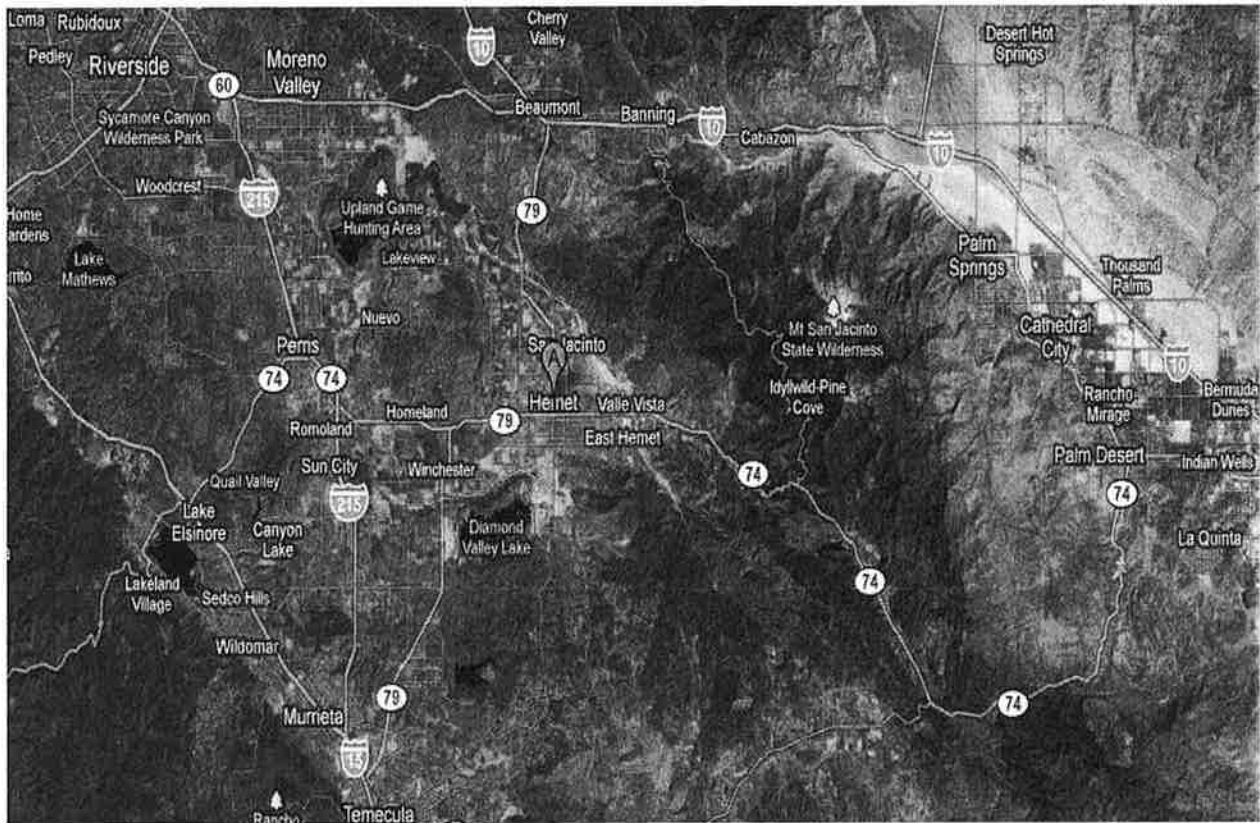 Loma
Rubidoux
Pedley
Riverside
60
Moreno
Valley
10
Cherry
Valley
Desert Hot
Springs
Sycamore Canyon
Wilderness Park
Beaumont
Banning
10
Cabazon
10
Woodcrest
215
Upland Game
Hunting Area
Lakeview
79
Home
ardens
Lake
Mathews
Palm
Springs
Thousand
Palms
Nuevo
Perris
San Jacinto
A
Mt San Jacinto
State Wilderness
Cathedral
City
10
74
74
Hemet
Idyllwild-Pine
Cove
Rancho
Mirage
Bermuda
Dunes
Homeland
79
Valle Vista
Romoland
East Hemet
Sun City
Winchester
74
Palm Desert
Indian Wells
Quail Valley
215
74
Lake
Elsinore
Canyon
Lake
Diamond
Valley Lake
La Quinta
Lakeland
Village
Sedco Hills
74
Wildomar
79
74
Murrieta
15
Temecula